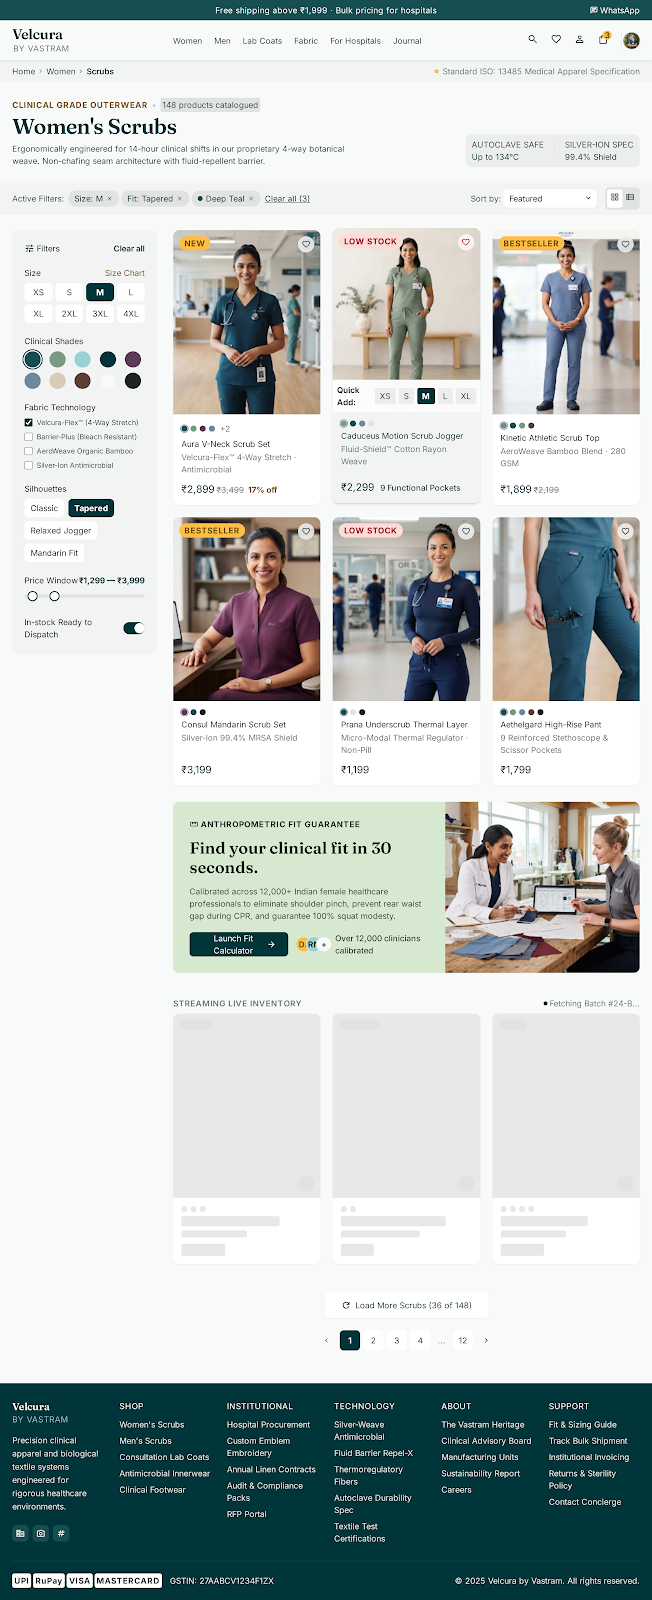 Free shipping above ₹1,999 · Bulk pricing for hospitals
WhatsApp
Velcura
BY VASTRAM
Women Men Lab Coats Fabric For Hospitals Journal
3
Home › Women › Scrubs
Standard ISO: 13485 Medical Apparel Specification
CLINICAL GRADE OUTERWEAR • 148 products catalogued
Women's Scrubs
Ergonomically engineered for 14-hour clinical shifts in our proprietary 4-way botanical
weave. Non-chafing seam architecture with fluid-repellent barrier.
AUTOCLAVE SAFE
Up to 134°C
SILVER-ION SPEC
99.4% Shield
Active Filters: Size: M × Fit: Tapered × Deep Teal × Clear all (3)
Sort by: Featured
Filters Clear all
Size Size Chart
XS S M L
XL 2XL 3XL 4XL
Clinical Shades
Fabric Technology
Velcura-Flex™ (4-Way Stretch)
Barrier-Plus (Bleach Resistant)
AeroWeave Organic Bamboo
Silver-Ion Antimicrobial
Silhouettes
Classic Tapered
Relaxed Jogger
Mandarin Fit
Price Window ₹1,299 — ₹3,999
In-stock Ready to
Dispatch
NEW
+2
Aura V-Neck Scrub Set
Velcura-Flex™ 4-Way Stretch ·
Antimicrobial
₹2,899 ₹3,499 17% off
LOW STOCK
Quick
Add:
XS S M L XL
Caduceus Motion Scrub Jogger
Fluid-Shield™ Cotton Rayon
Weave
₹2,299 9 Functional Pockets
BESTSELLER
Kinetic Athletic Scrub Top
AeroWeave Bamboo Blend · 280
GSM
₹1,899 ₹2,199
BESTSELLER
Consul Mandarin Scrub Set
Silver-Ion 99.4% MRSA Shield
₹3,199
LOW STOCK
OR 5
Prana Underscrub Thermal Layer
Micro-Modal Thermal Regulator ·
Non-Pill
₹1,199
Aethelgard High-Rise Pant
9 Reinforced Stethoscope &
Scissor Pockets
₹1,799
ANTHROPOMETRIC FIT GUARANTEE
Find your clinical fit in 30
seconds.
Calibrated across 12,000+ Indian female healthcare
professionals to eliminate shoulder pinch, prevent rear waist
gap during CPR, and guarantee 100% squat modesty.
Launch Fit
Calculator
+
Over 12,000 clinicians
calibrated
STREAMING LIVE INVENTORY
Fetching Batch #24-B...
Load More Scrubs (36 of 148)
‹ 1 2 3 4 ... 12 ›
Velcura
BY VASTRAM
Precision clinical
apparel and biological
textile systems
engineered for
rigorous healthcare
environments.
SHOP
Women's Scrubs
Men's Scrubs
Consultation Lab Coats
Antimicrobial Innerwear
Clinical Footwear
INSTITUTIONAL
Hospital Procurement
Custom Emblem
Embroidery
Annual Linen Contracts
Audit & Compliance
Packs
RFP Portal
TECHNOLOGY
Silver-Weave
Antimicrobial
Fluid Barrier Repel-X
Thermoregulatory
Fibers
Autoclave Durability
Spec
Textile Test
Certifications
ABOUT
The Vastram Heritage
Clinical Advisory Board
Manufacturing Units
Sustainability Report
Careers
SUPPORT
Fit & Sizing Guide
Track Bulk Shipment
Institutional Invoicing
Returns & Sterility
Policy
Contact Concierge
UPI RuPay VISA MASTERCARD GSTIN: 27AABCV1234F1ZX
© 2025 Velcura by Vastram. All rights reserved.